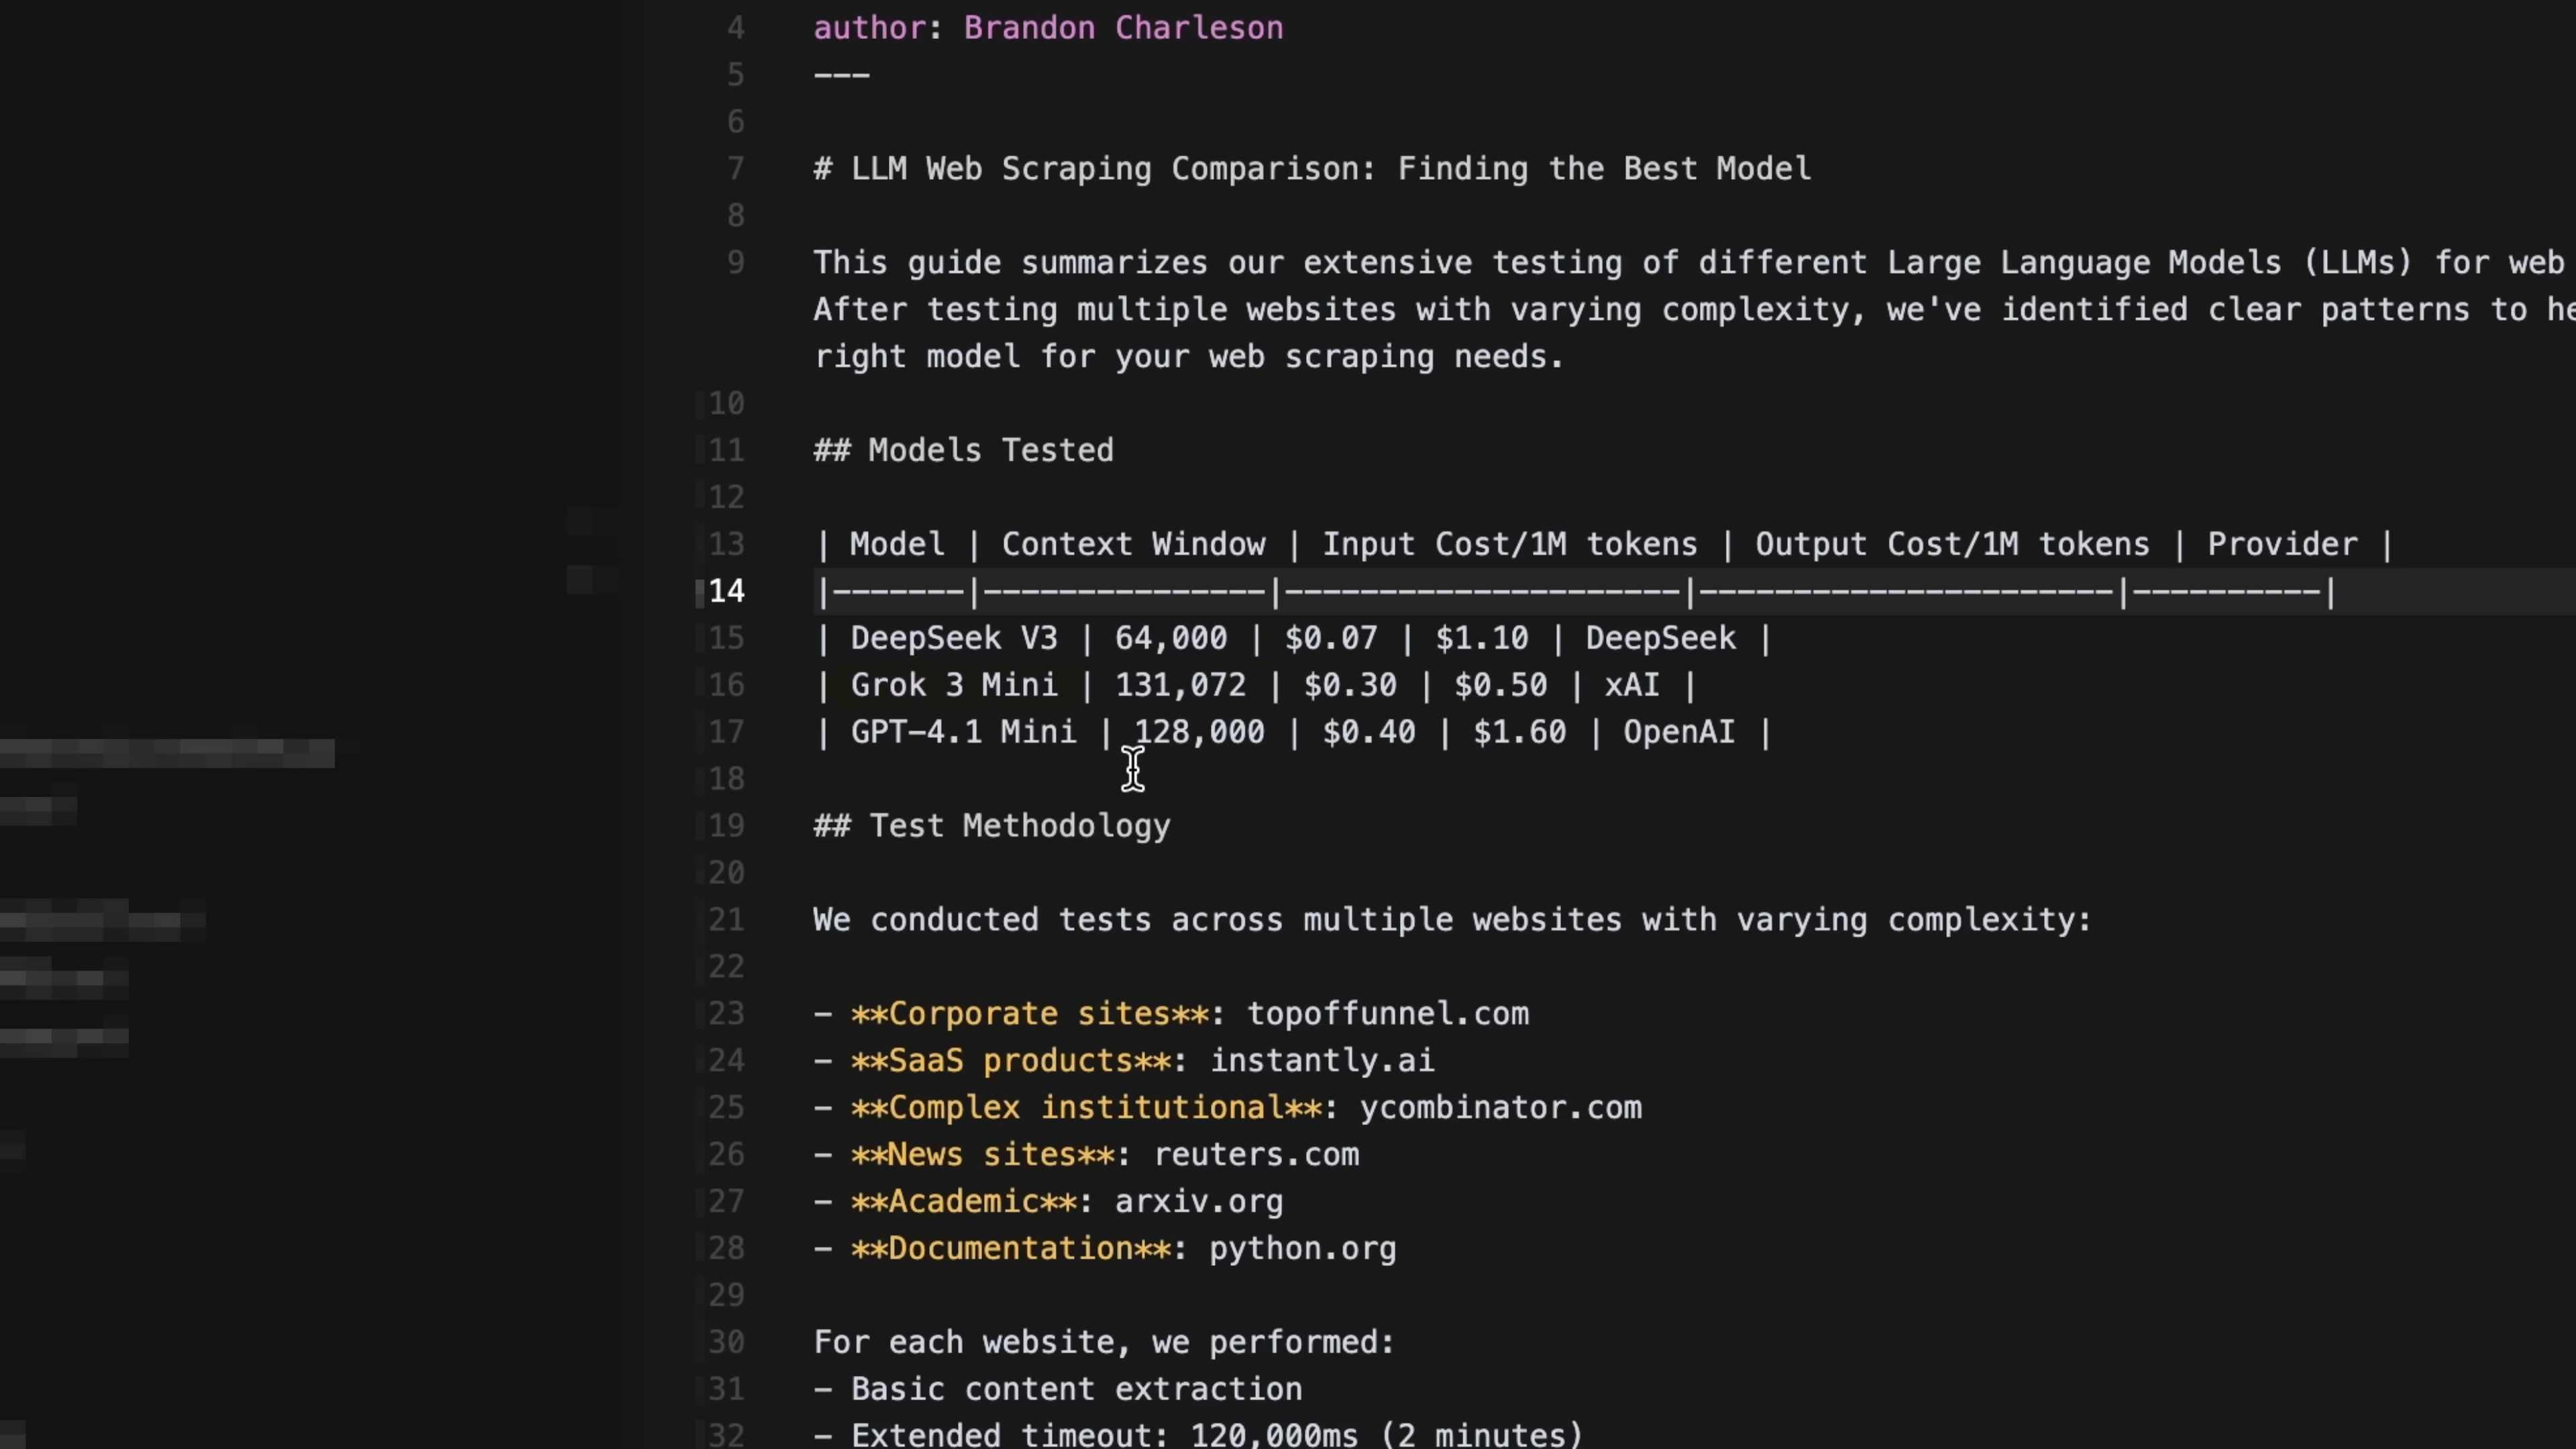 4 author: Brandon Charleson
5 ---
6
7 # LLM Web Scraping Comparison: Finding the Best Model
8
9 This guide summarizes our extensive testing of different Large Language Models (LLMs) for web
After testing multiple websites with varying complexity, we've identified clear patterns to
right model for your web scraping needs.
10
11 ## Models Tested
12
13 | Model | Context Window | Input Cost/1M tokens | Output Cost/1M tokens | Provider |
14 |-------|---------------|---------------------|----------------------|----------|
15 | DeepSeek V3 | 64,000 | $0.07 | $1.10 | DeepSeek |
16 | Grok 3 Mini | 131,072 | $0.30 | $0.50 | xAI |
17 | GPT-4.1 Mini | 128,000 | $0.40 | $1.60 | OpenAI |
18
19 ## Test Methodology
20
21 We conducted tests across multiple websites with varying complexity:
22
23 - **Corporate sites**: topoffunnel.com
24 - **SaaS products**: instantly.ai
25 - **Complex institutional**: ycombinator.com
26 - **News sites**: reuters.com
27 - **Academic**: arxiv.org
28 - **Documentation**: python.org
29
30 For each website, we performed:
31 - Basic content extraction
32 - Extended timeout: 120,000ms (2 minutes)